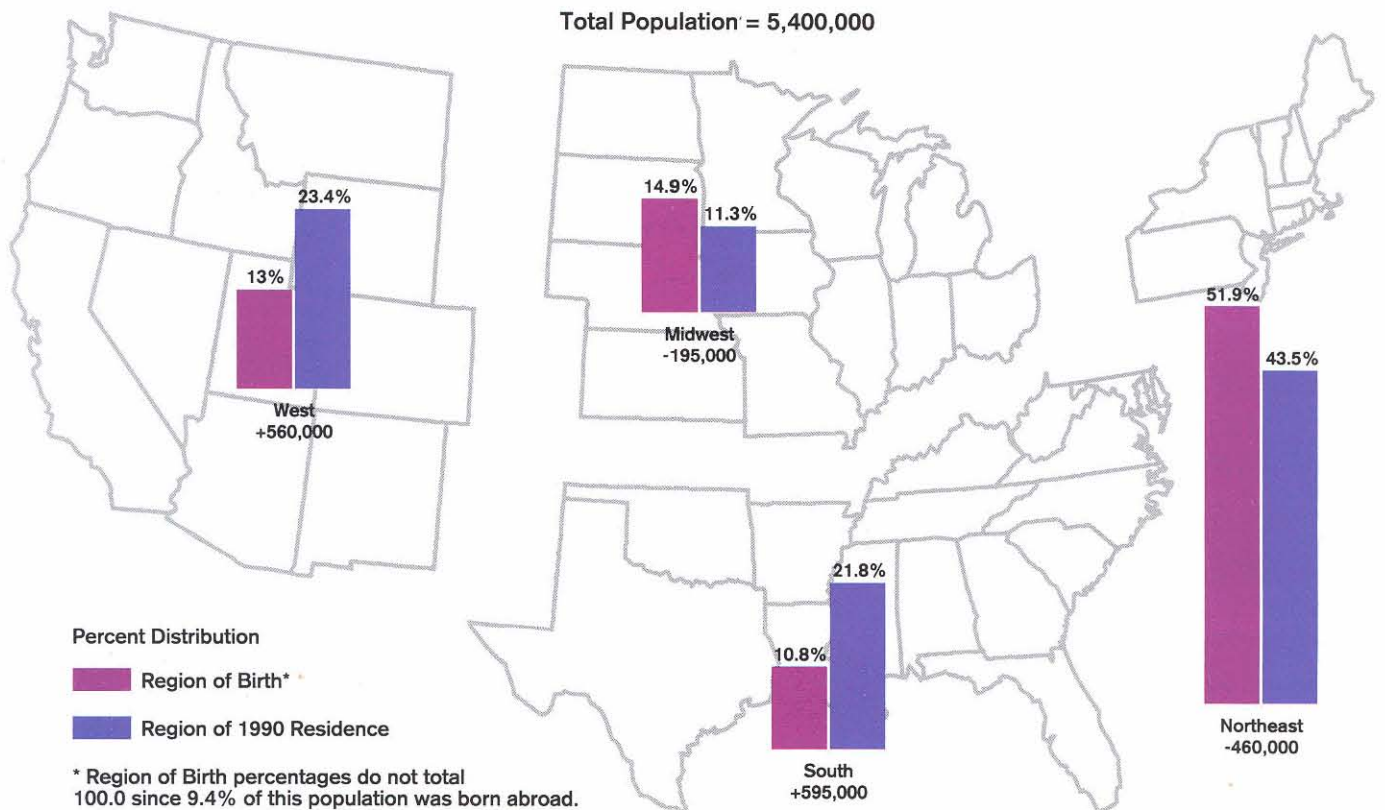 Total Population = 5,400,000
23.4%
13%
West
+560,000
14.9%
11.3%
Midwest
-195,000
51.9%
43.5%
Northeast
-460,000
21.8%
10.8%
South
+595,000
Percent Distribution
Region of Birth*
Region of 1990 Residence
* Region of Birth percentages do not total
100.0 since 9.4% of this population was born abroad.